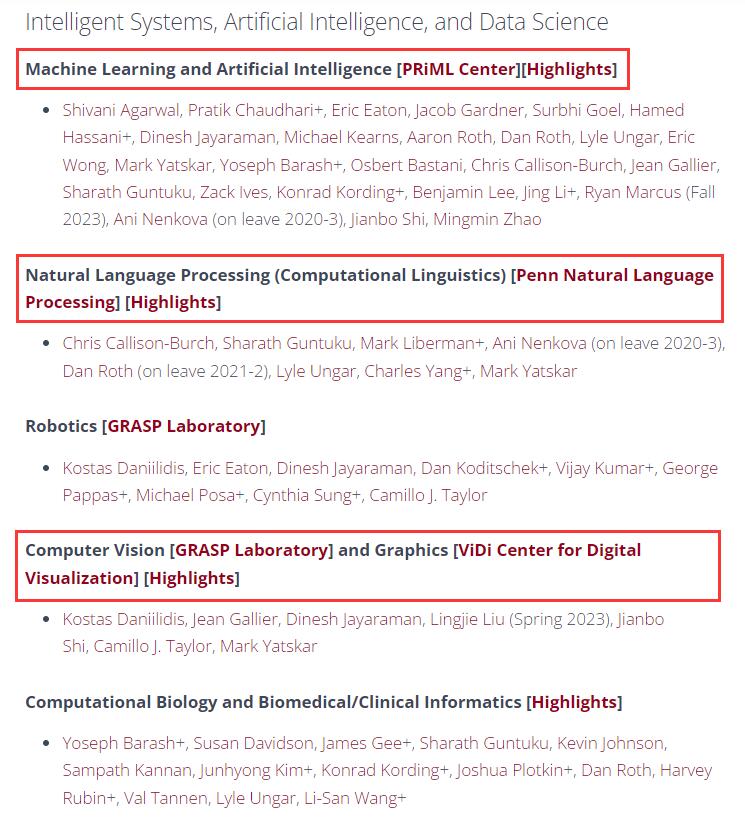 Intelligent Systems, Artificial Intelligence, and Data Science
Machine Learning and Artificial Intelligence [PRiML Center][Highlights]
• Shivani Agarwal, Pratik Chaudhari+, Eric Eaton, Jacob Gardner, Surbhi Goel, Hamed
Hassani+, Dinesh Jayaraman, Michael Kearns, Aaron Roth, Dan Roth, Lyle Ungar, Eric
Wong, Mark Yatskar, Yoseph Barash+, Osbert Bastani, Chris Callison-Burch, Jean Gallier,
Sharath Guntuku, Zack Ives, Konrad Kording+, Benjamin Lee, Jing Li+, Ryan Marcus (Fall
2023), Ani Nenkova (on leave 2020-3), Jianbo Shi, Mingmin Zhao
Natural Language Processing (Computational Linguistics) [Penn Natural Language
Processing] [Highlights]
• Chris Callison-Burch, Sharath Guntuku, Mark Liberman+, Ani Nenkova (on leave 2020-3),
Dan Roth (on leave 2021-2), Lyle Ungar, Charles Yang+, Mark Yatskar
Robotics [GRASP Laboratory]
• Kostas Daniilidis, Eric Eaton, Dinesh Jayaraman, Dan Koditschek+, Vijay Kumar+, George
Pappas+, Michael Posa+, Cynthia Sung+, Camillo J. Taylor
Computer Vision [GRASP Laboratory] and Graphics [ViDi Center for Digital
Visualization] [Highlights]
• Kostas Daniilidis, Jean Gallier, Dinesh Jayaraman, Lingjie Liu (Spring 2023), Jianbo
Shi, Camillo J. Taylor, Mark Yatskar
Computational Biology and Biomedical/Clinical Informatics [Highlights]
• Yoseph Barash+, Susan Davidson, James Gee+, Sharath Guntuku, Kevin Johnson,
Sampath Kannan, Junhyong Kim+, Konrad Kording+, Joshua Plotkin+, Dan Roth, Harvey
Rubin+, Val Tannen, Lyle Ungar, Li-San Wang+